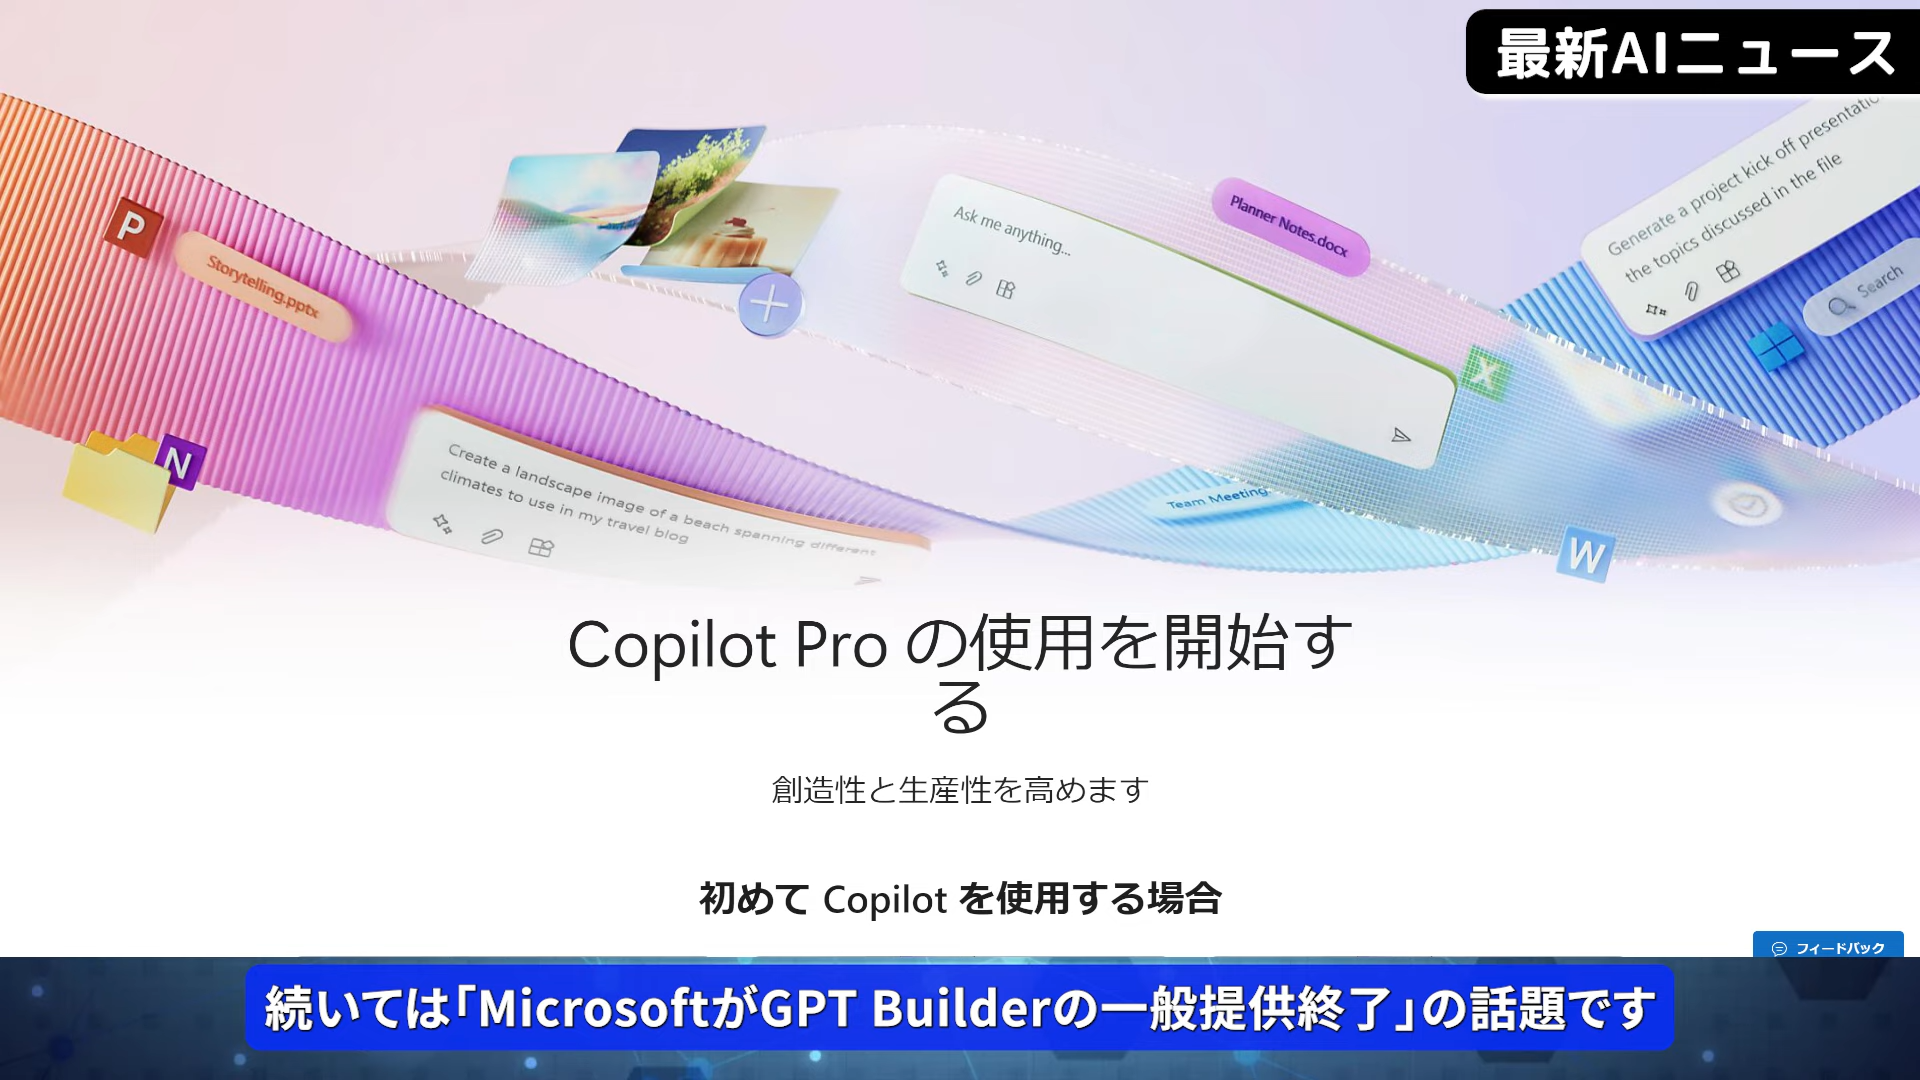 最新AIニュース
Generate a project kick off presentation
the topics discussed in the file
Search
P
Storytelling.pptx
Ask me anything...
Planner Notes.docx
X
N
Create a landscape image of a beach spanning different
climates to use in my travel blog
Team Meeting
W
Copilot Pro の使用を開始す
る
創造性と生産性を高めます
初めて Copilot を使用する場合
フィードバック
続いては「MicrosoftがGPT Builderの一般提供終了」の話題です